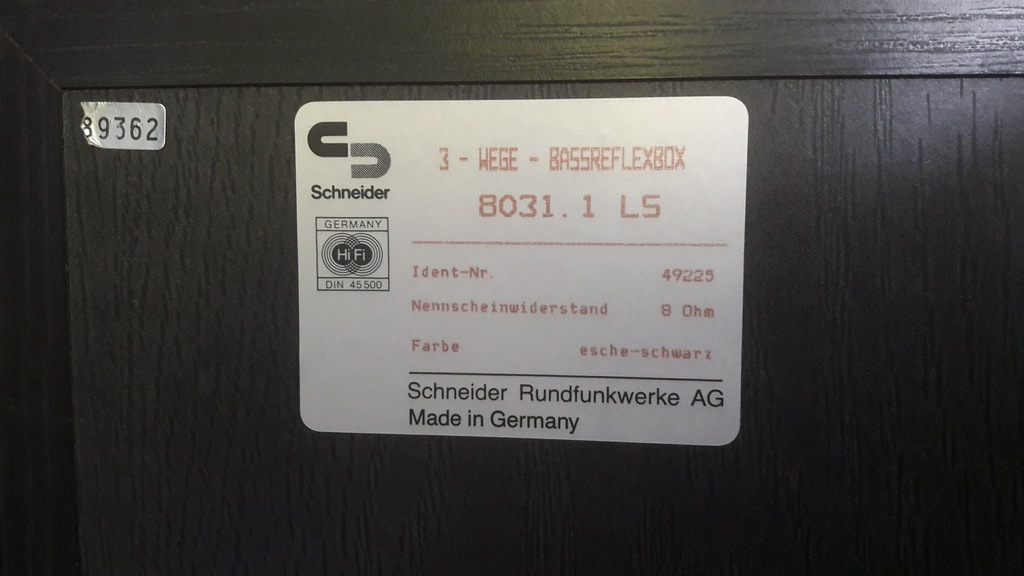 89362
Schneider
GERMANY
HiFi
DIN 45500
3 - WEGE - BASSREFLEXBOX
8031.1 LS
Ident-Nr. 49225
Nennscheinwiderstand 8 Ohm
Farbe esche-schwarz
Schneider Rundfunkwerke AG
Made in Germany